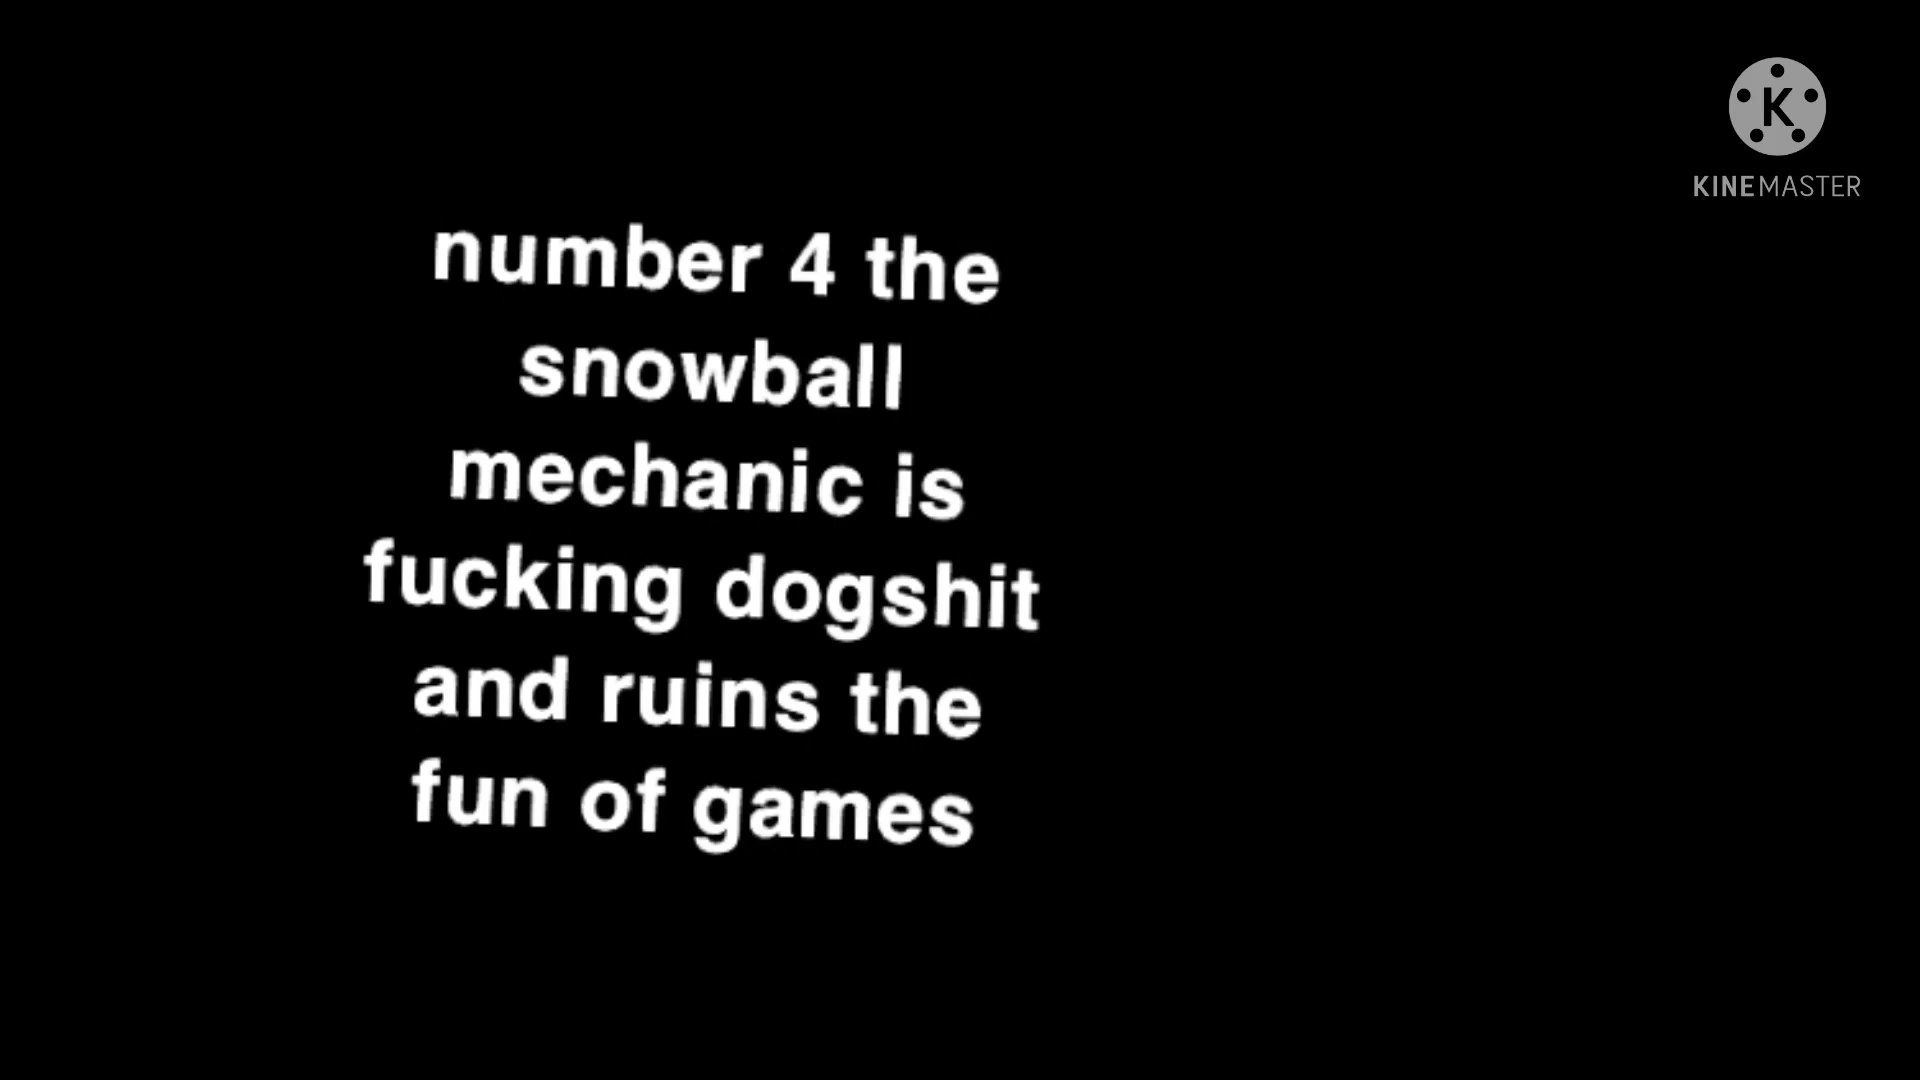 K
KINEMASTER
number 4 the
snowball
mechanic is
fucking dogshit
and ruins the
fun of games